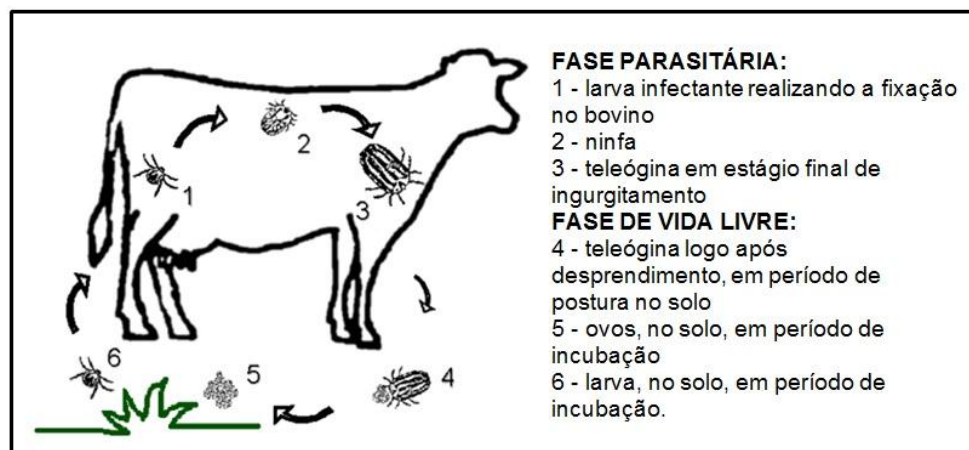 FASE PARASITÁRIA:
1 - larva infectante realizando a fixação
no bovino
2 - ninfa
3 - teleógina em estágio final de
ingurgitamento
FASE DE VIDA LIVRE:
4 - teleógina logo após
desprendimento, em período de
postura no solo
5 - ovos, no solo, em período de
incubação
6 - larva, no solo, em período de
incubação.
2
1
3
6
5
4